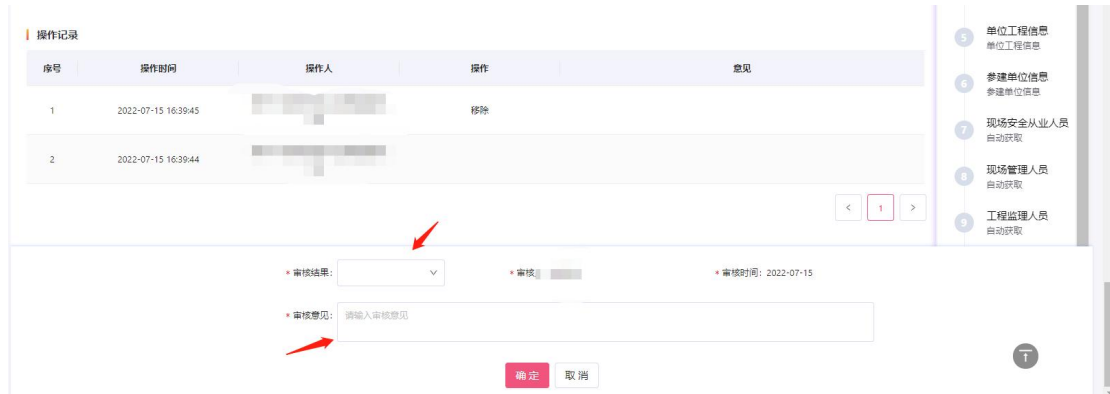 操作记录
序号 操作时间 操作人 操作 意见
1 2022-07-15 16:39:45 移除
2 2022-07-15 16:39:44
< 1 >
* 审核结果:
* 审核
* 审核时间: 2022-07-15
* 审核意见: 请输入审核意见
确定 取消
5 单位工程信息
单位工程信息
6 参建单位信息
参建单位信息
7 现场安全从业人员
自动获取
8 现场管理人员
自动获取
9 工程监理人员
自动获取